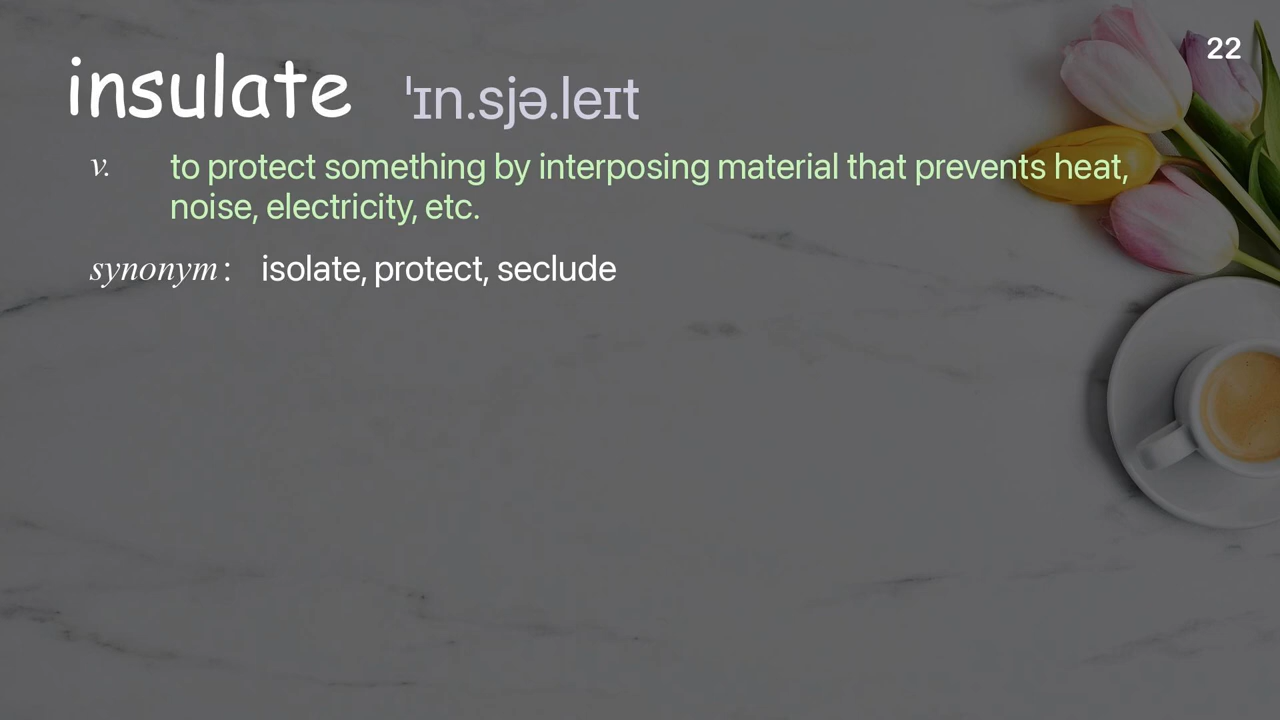 22
insulate ˈɪn.sjə.leɪt
v. to protect something by interposing material that prevents heat,
noise, electricity, etc.
synonym : isolate, protect, seclude